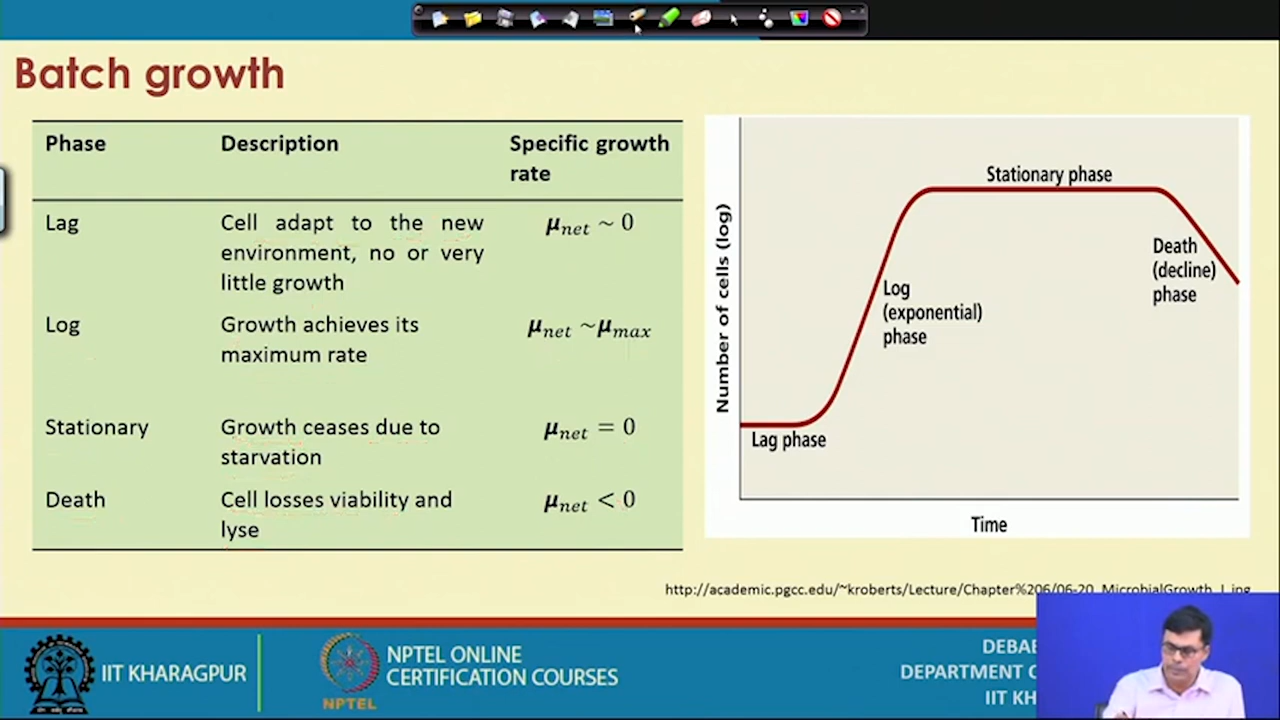 Batch growth
Phase Description Specific growth
rate
Lag Cell adapt to the new μnet ~ 0
environment, no or very
little growth
Log Growth achieves its μnet ~μmax
maximum rate
Stationary Growth ceases due to μnet = 0
starvation
Death Cell losses viability and μnet < 0
lyse
Number of cells (log)
Stationary phase
Death
(decline)
phase
Log
(exponential)
phase
Lag phase
Time
http://academic.pgcc.edu/~kroberts/Lecture/Chapter%206/06-20
IIT KHARAGPUR
NPTEL
NPTEL ONLINE
CERTIFICATION COURSES
DEPARTMENT
IIT